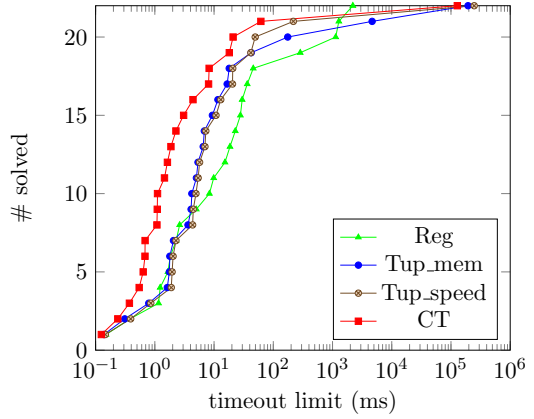 20
15
10
5
0
# solved
Reg
Tup_mem
Tup_speed
CT
10^−1 10^0 10^1 10^2 10^3 10^4 10^5 10^6
timeout limit (ms)